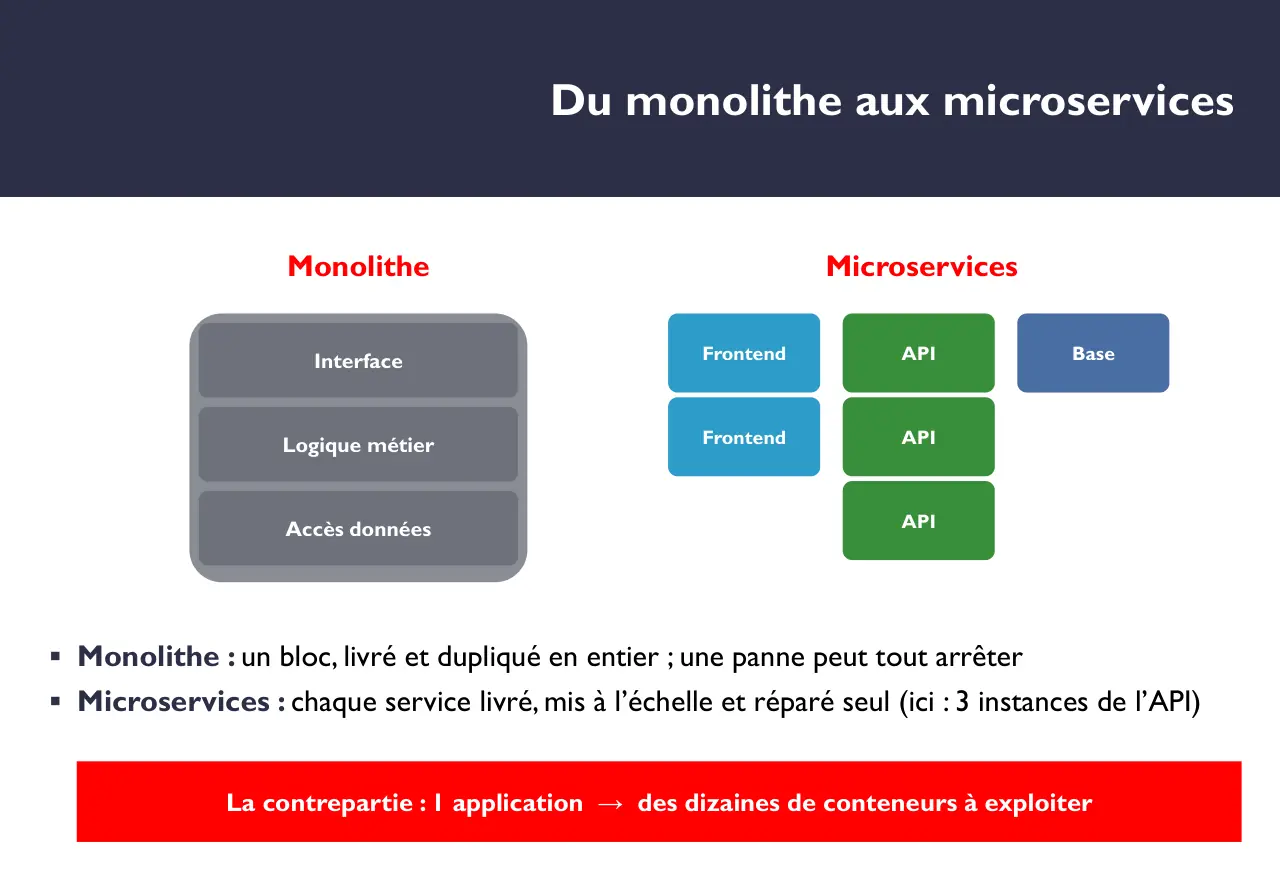 Du monolithe aux microservices
Monolithe
Interface
Logique métier
Accès données
Microservices
Frontend
API
Base
Frontend
API
API
▪ Monolithe : un bloc, livré et dupliqué en entier ; une panne peut tout arrêter
▪ Microservices : chaque service livré, mis à l’échelle et réparé seul (ici : 3 instances de l’API)
La contrepartie : 1 application → des dizaines de conteneurs à exploiter